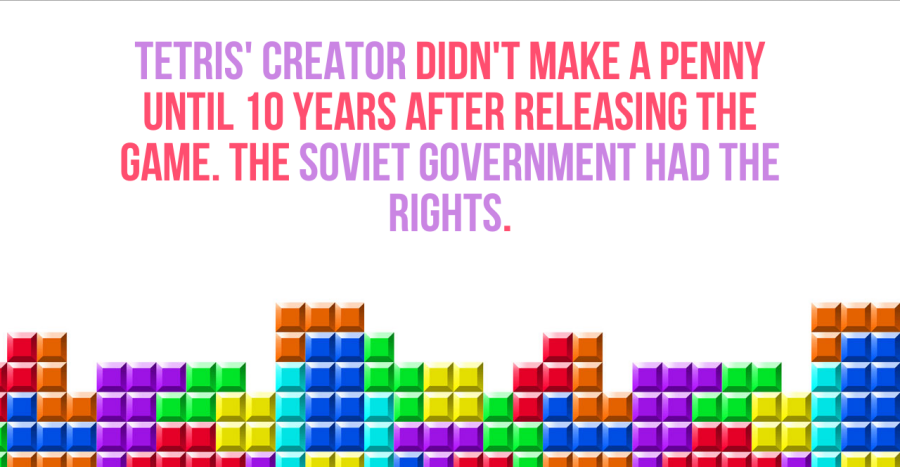 TETRIS' CREATOR DIDN'T MAKE A PENNY
UNTIL 10 YEARS AFTER RELEASING THE
GAME. THE SOVIET GOVERNMENT HAD THE
RIGHTS.